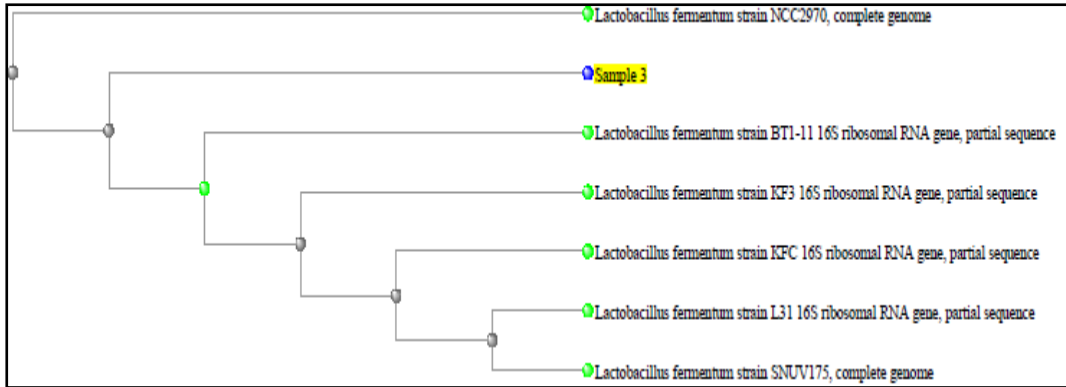 Lactobacillus fermentum strain NCC2970, complete genome
Sample 3
Lactobacillus fermentum strain BT1-11 16S ribosomal RNA gene, partial sequence
Lactobacillus fermentum strain KF3 16S ribosomal RNA gene, partial sequence
Lactobacillus fermentum strain KFC 16S ribosomal RNA gene, partial sequence
Lactobacillus fermentum strain L31 16S ribosomal RNA gene, partial sequence
Lactobacillus fermentum strain SNUV175, complete genome